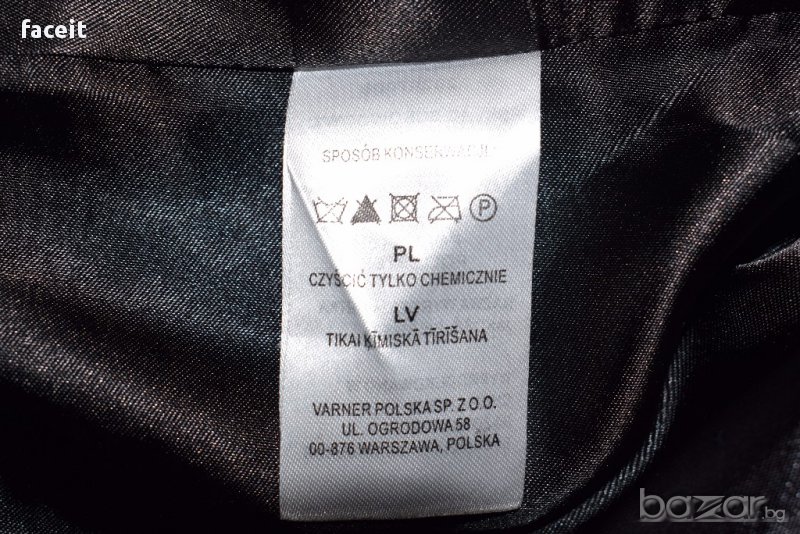 faceit
SPOSÓB KONSERWACJI
P
PL
CZYŚCIĆ TYLKO CHEMICZNIE
LV
TIKAI ĶĪMISKĀ TĪRĪŠANA
VARNER POLSKA SP. Z O.O.
UL. OGRODOWA 58
00-876 WARSZAWA, POLSKA
bazar.bg